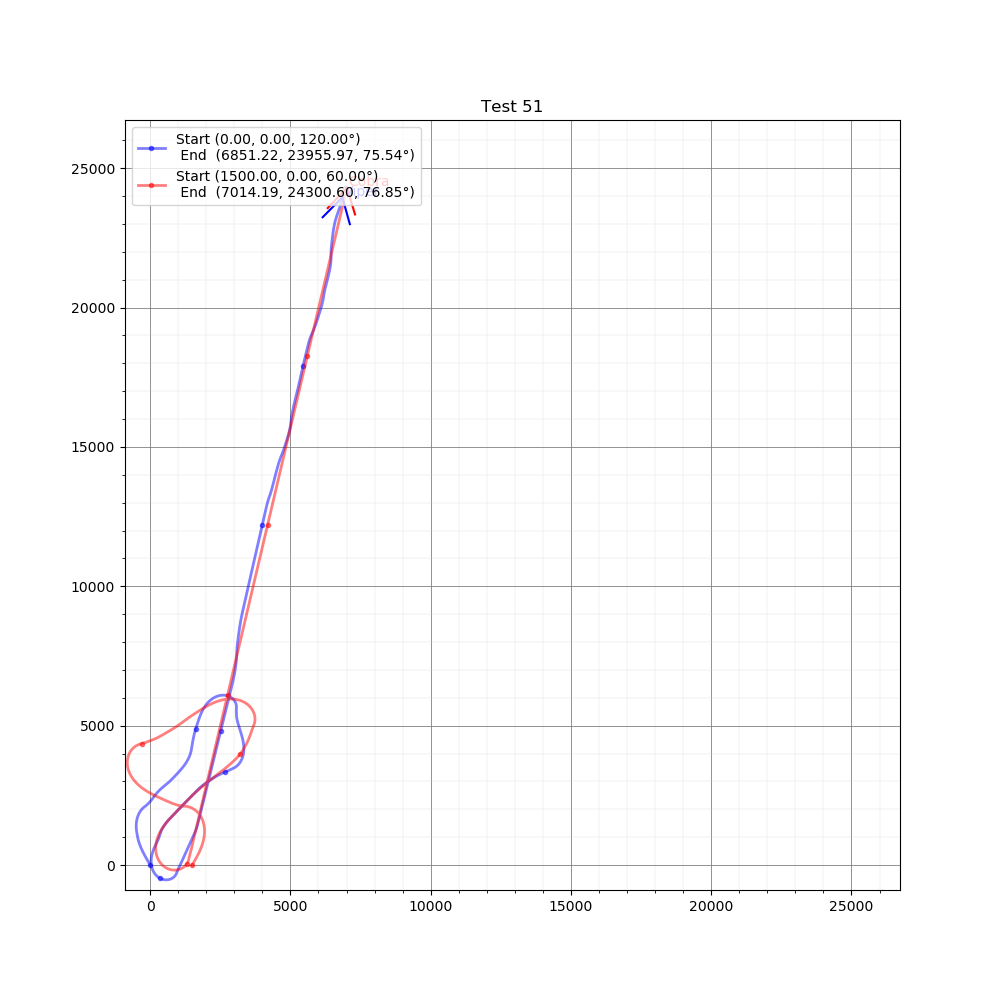 Test 51
Start (0.00, 0.00, 120.00°)
End (6851.22, 23955.97, 75.54°)
Start (1500.00, 0.00, 60.00°)
End (7014.19, 24300.60, 76.85°)
25000
20000
15000
10000
5000
0
0 5000 10000 15000 20000 25000